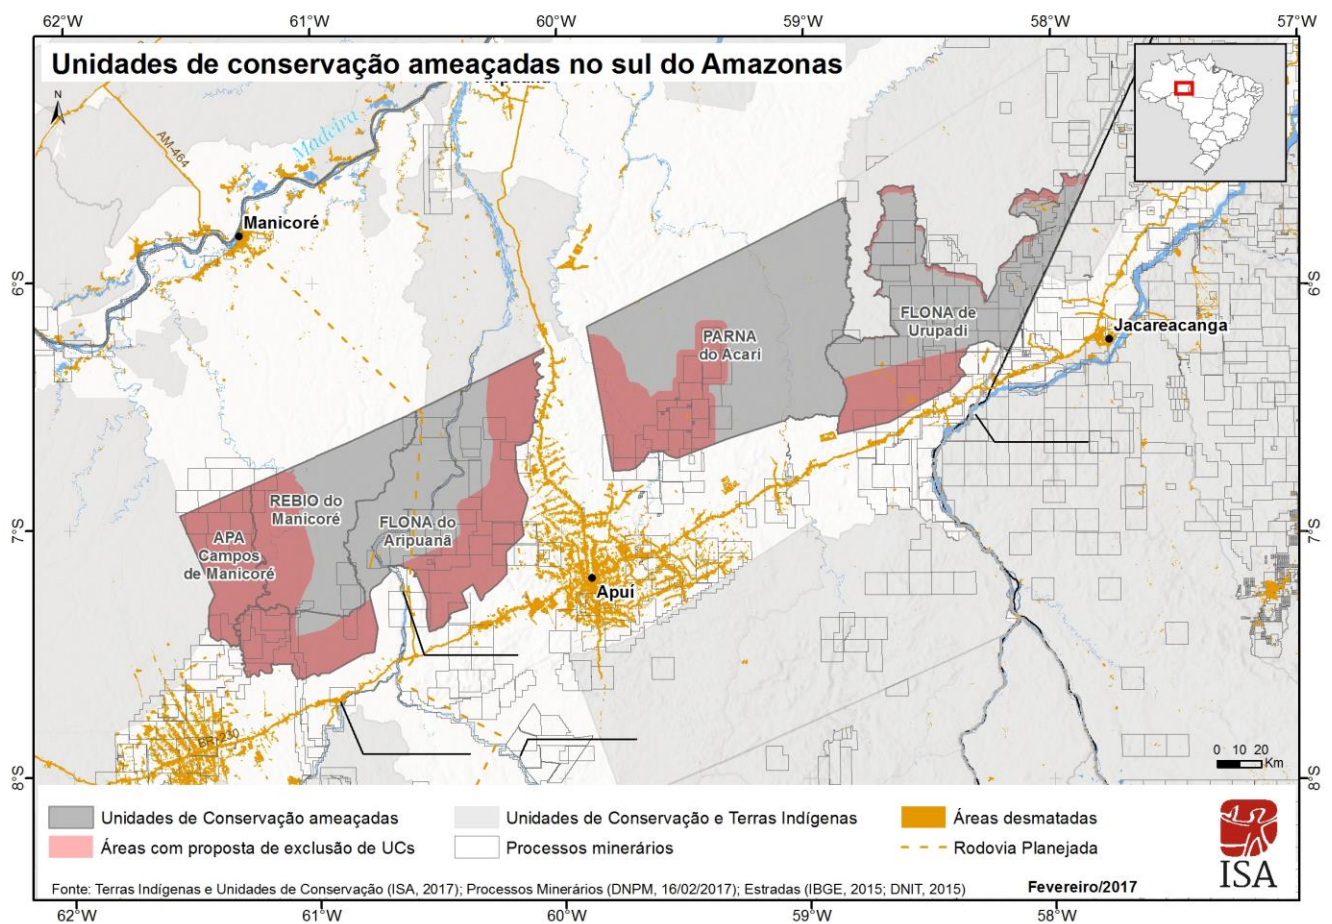 62°W 61°W 60°W 59°W 58°W 57°W
Unidades de conservação ameaçadas no sul do Amazonas
N
AM-464
Madeira
Manicoré
6°S 6°S
FLONA de
Urupadi
PARNA
do Acari
Jacareacanga
REBIO do
Manicoré
FLONA do
Aripuanã
APA
Campos
de Manicoré
7°S 7°S
Apuí
BR-230
0 10 20
Km
8°S 8°S
Unidades de Conservação ameaçadas
Unidades de Conservação e Terras Indígenas
Áreas desmatadas
Áreas com proposta de exclusão de UCs
Processos minerários
Rodovia Planejada
ISA
Fonte: Terras Indígenas e Unidades de Conservação (ISA, 2017); Processos Minerários (DNPM, 16/02/2017); Estradas (IBGE, 2015; DNIT, 2015)
Fevereiro/2017
62°W 61°W 60°W 59°W 58°W